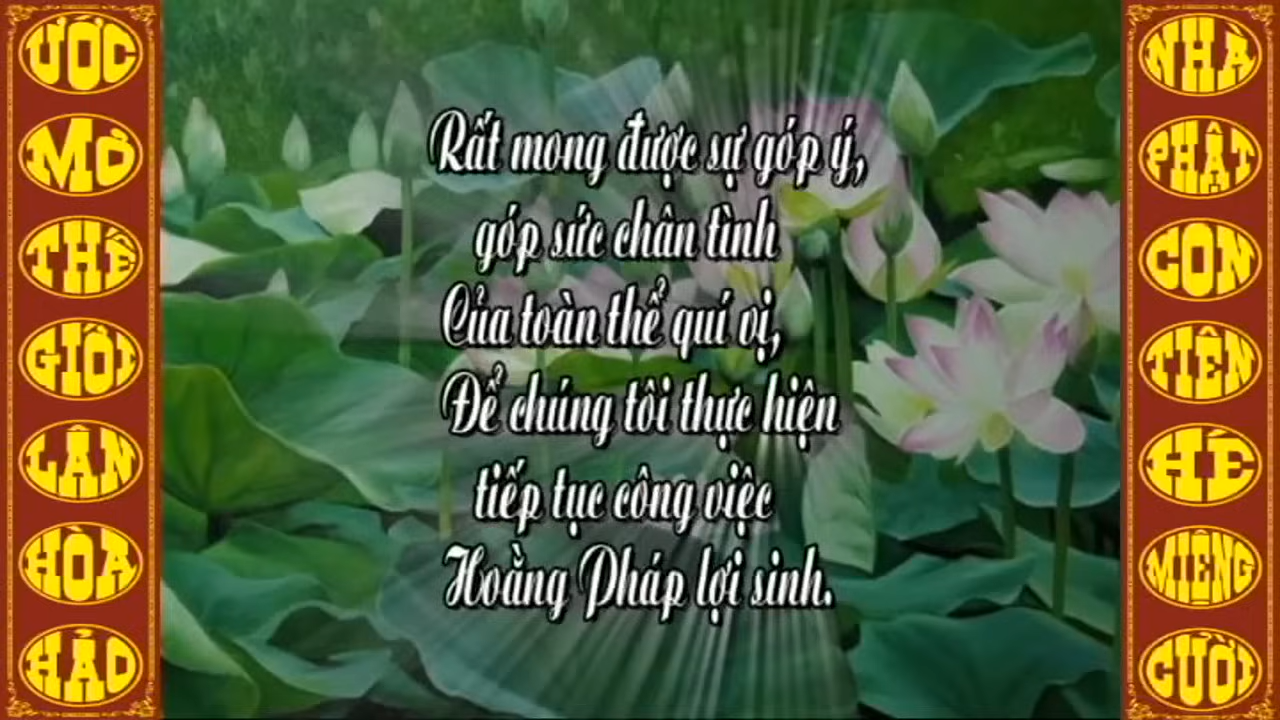 ƯỚC
MƠ
THẾ
GIỚI
LÂN
HÒA
HẢO
Rất mong được sự góp ý,
góp sức chân tình
Của toàn thể quí vị,
Để chúng tôi thực hiện
tiếp tục công việc
Hoằng Pháp lợi sinh.
NHÀ
PHẬT
CON
TIÊN
HÉ
MIỆNG
CƯỜI